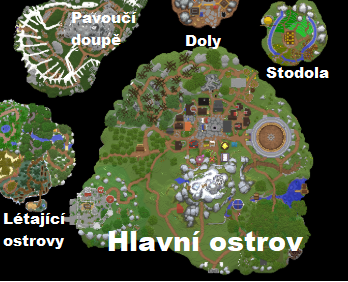 Pavoučí
doupě
Doly
Stodola
Létající
ostrovy
Hlavní ostrov